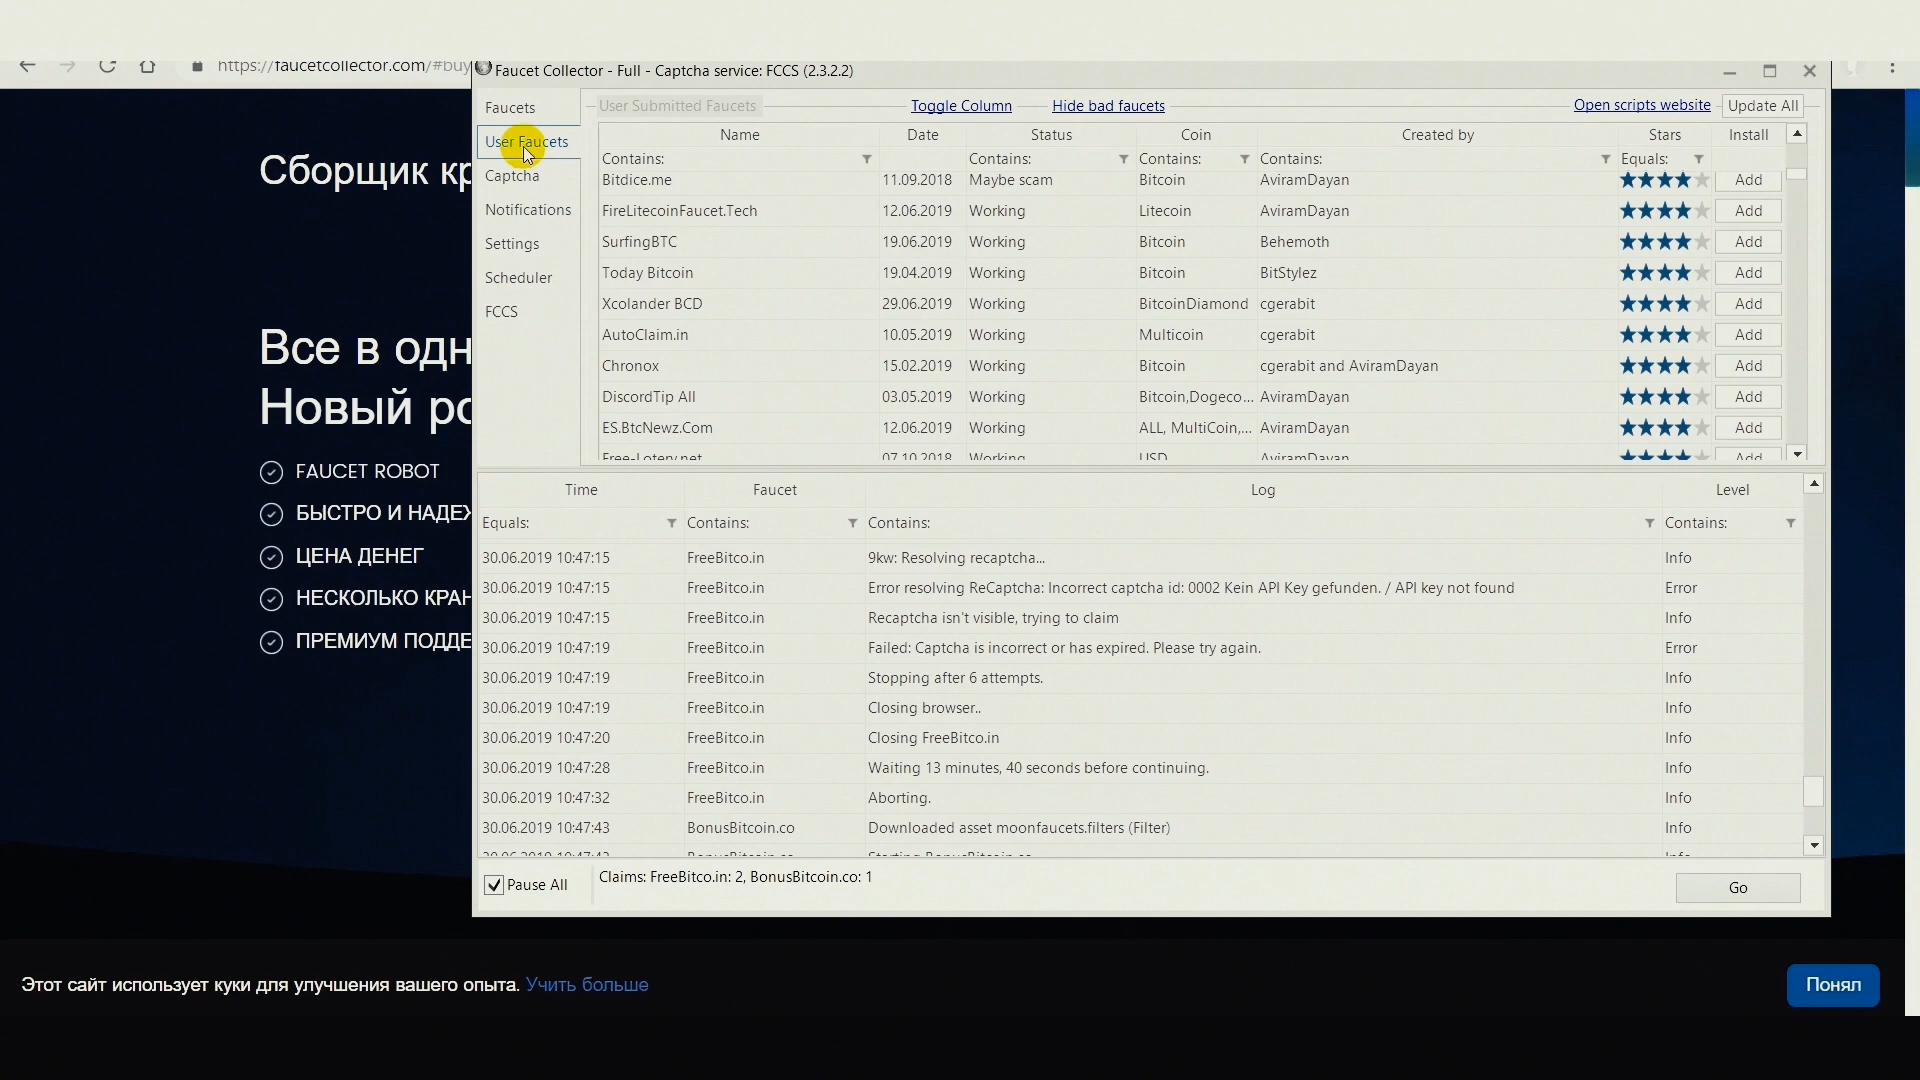 https://faucetcollector.com/#buy
Faucet Collector - Full - Captcha service: FCCS (2.3.2.2)
Faucets
User Faucets
Captcha
Notifications
Settings
Scheduler
FCCS
User Submitted Faucets Toggle Column Hide bad faucets Open scripts website Update All
Name Date Status Coin Created by Stars Install
Contains: Contains: Contains: Contains: Equals:
Bitdice.me 11.09.2018 Maybe scam Bitcoin AviramDayan Add
FireLitecoinFaucet.Tech 12.06.2019 Working Litecoin AviramDayan Add
SurfingBTC 19.06.2019 Working Bitcoin Behemoth Add
Today Bitcoin 19.04.2019 Working Bitcoin BitStylez Add
Xcolander BCD 29.06.2019 Working BitcoinDiamond cgerabit Add
AutoClaim.in 10.05.2019 Working Multicoin cgerabit Add
Chronox 15.02.2019 Working Bitcoin cgerabit and AviramDayan Add
DiscordTip All 03.05.2019 Working Bitcoin,Dogeco... AviramDayan Add
ES.BtcNewz.Com 12.06.2019 Working ALL, MultiCoin,... AviramDayan Add
Free-Lotery.net 07.10.2018 Working USD AviramDayan Add
Time Faucet Log Level
Equals: Contains: Contains: Contains:
30.06.2019 10:47:15 FreeBitco.in 9kw: Resolving recaptcha... Info
30.06.2019 10:47:15 FreeBitco.in Error resolving ReCaptcha: Incorrect captcha id: 0002 Kein API Key gefunden. / API key not found Error
30.06.2019 10:47:15 FreeBitco.in Recaptcha isn't visible, trying to claim Info
30.06.2019 10:47:19 FreeBitco.in Failed: Captcha is incorrect or has expired. Please try again. Error
30.06.2019 10:47:19 FreeBitco.in Stopping after 6 attempts. Info
30.06.2019 10:47:19 FreeBitco.in Closing browser.. Info
30.06.2019 10:47:20 FreeBitco.in Closing FreeBitco.in Info
30.06.2019 10:47:28 FreeBitco.in Waiting 13 minutes, 40 seconds before continuing. Info
30.06.2019 10:47:32 FreeBitco.in Aborting. Info
30.06.2019 10:47:43 BonusBitcoin.co Downloaded asset moonfaucets.filters (Filter) Info
Pause All Claims: FreeBitco.in: 2, BonusBitcoin.co: 1 Go
Сборщик кр
Все в одн
Новый ро
FAUCET ROBOT
БЫСТРО И НАДЕЖ
ЦЕНА ДЕНЕГ
НЕСКОЛЬКО КРАН
ПРЕМИУМ ПОДДЕ
Этот сайт использует куки для улучшения вашего опыта. Учить больше
Понял